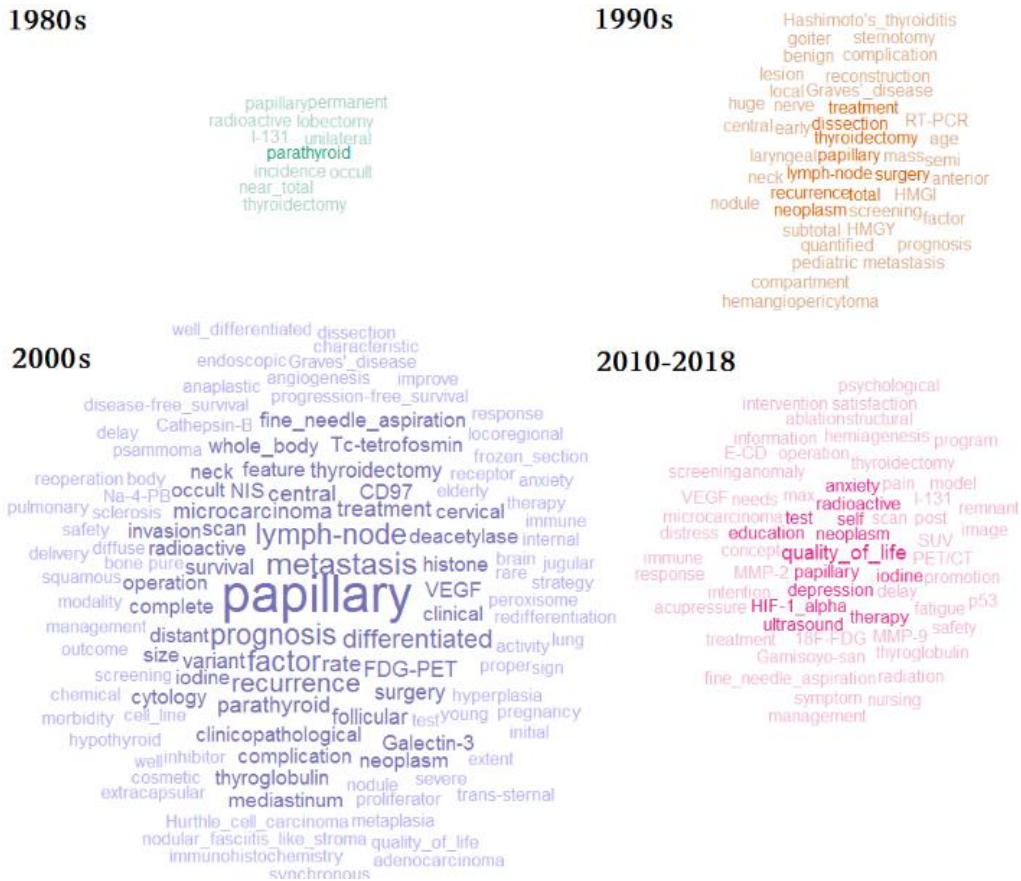 1980s
papillary permanent
radioactive lobectomy
I-131 unilateral
parathyroid
incidence occult
near_total
thyroidectomy
1990s
Hashimoto's_thyroiditis
goiter sternotomy
benign complication
lesion reconstruction
local Graves'_disease
huge nerve treatment
central early dissection RT-PCR
thyroidectomy age
laryngeal papillary mass semi
neck lymph-node surgery anterior
recurrence total HMGI
nodule neoplasm screening factor
subtotal HMGY
quantified prognosis
pediatric metastasis
compartment
hemangiopericytoma
2000s
well_differentiated dissection
characteristic
endoscopic Graves'_disease
anaplastic angiogenesis improve
disease-free_survival progression-free_survival
Cathepsin-B fine_needle_aspiration response
delay whole_body Tc-tetrofosmin locoregional
psammoma frozen_section
neck feature thyroidectomy receptor anxiety
reoperation body occult NIS central CD97 elderly
pulmonary Na-4-PB sclerosis microcarcinoma treatment cervical therapy
safety invasion scan lymph-node deacetylase immune internal
delivery diffuse radioactive
bone pure survival metastasis histone brain jugular
squamous operation rare strategy
modality complete papillary VEGF peroxisome
management clinical redifferentiation
distant prognosis differentiated activity lung
outcome size variant factor rate FDG-PET proper sign
screening iodine recurrence
chemical cytology surgery hyperplasia
morbidity cell_line parathyroid follicular test young pregnancy
hypothyroid clinicopathological Galectin-3 initial
well inhibitor complication neoplasm extent
cosmetic thyroglobulin nodule severe
extracapsular mediastinum proliferator trans-sternal
Hurthle_cell_carcinoma metaplasia
nodular_fasciitis_like_stroma quality_of_life
immunohistochemistry adenocarcinoma
synchronous
2010-2018
psychological
intervention satisfaction
ablation structural
information hemiagenesis program
E-CD operation
screening anomaly thyroidectomy
anxiety pain model
VEGF needs max radioactive I-131
microcarcinoma test self scan post remnant
distress education neoplasm SUV image
immune concept quality_of_life PET/CT
response MMP-2 papillary iodine promotion
intention depression delay
acupressure HIF-1_alpha fatigue p53
ultrasound therapy safety
treatment 18F-FDG MMP-9
Gamisoyo-san thyroglobulin
fine_needle_aspiration radiation
symptom nursing
management